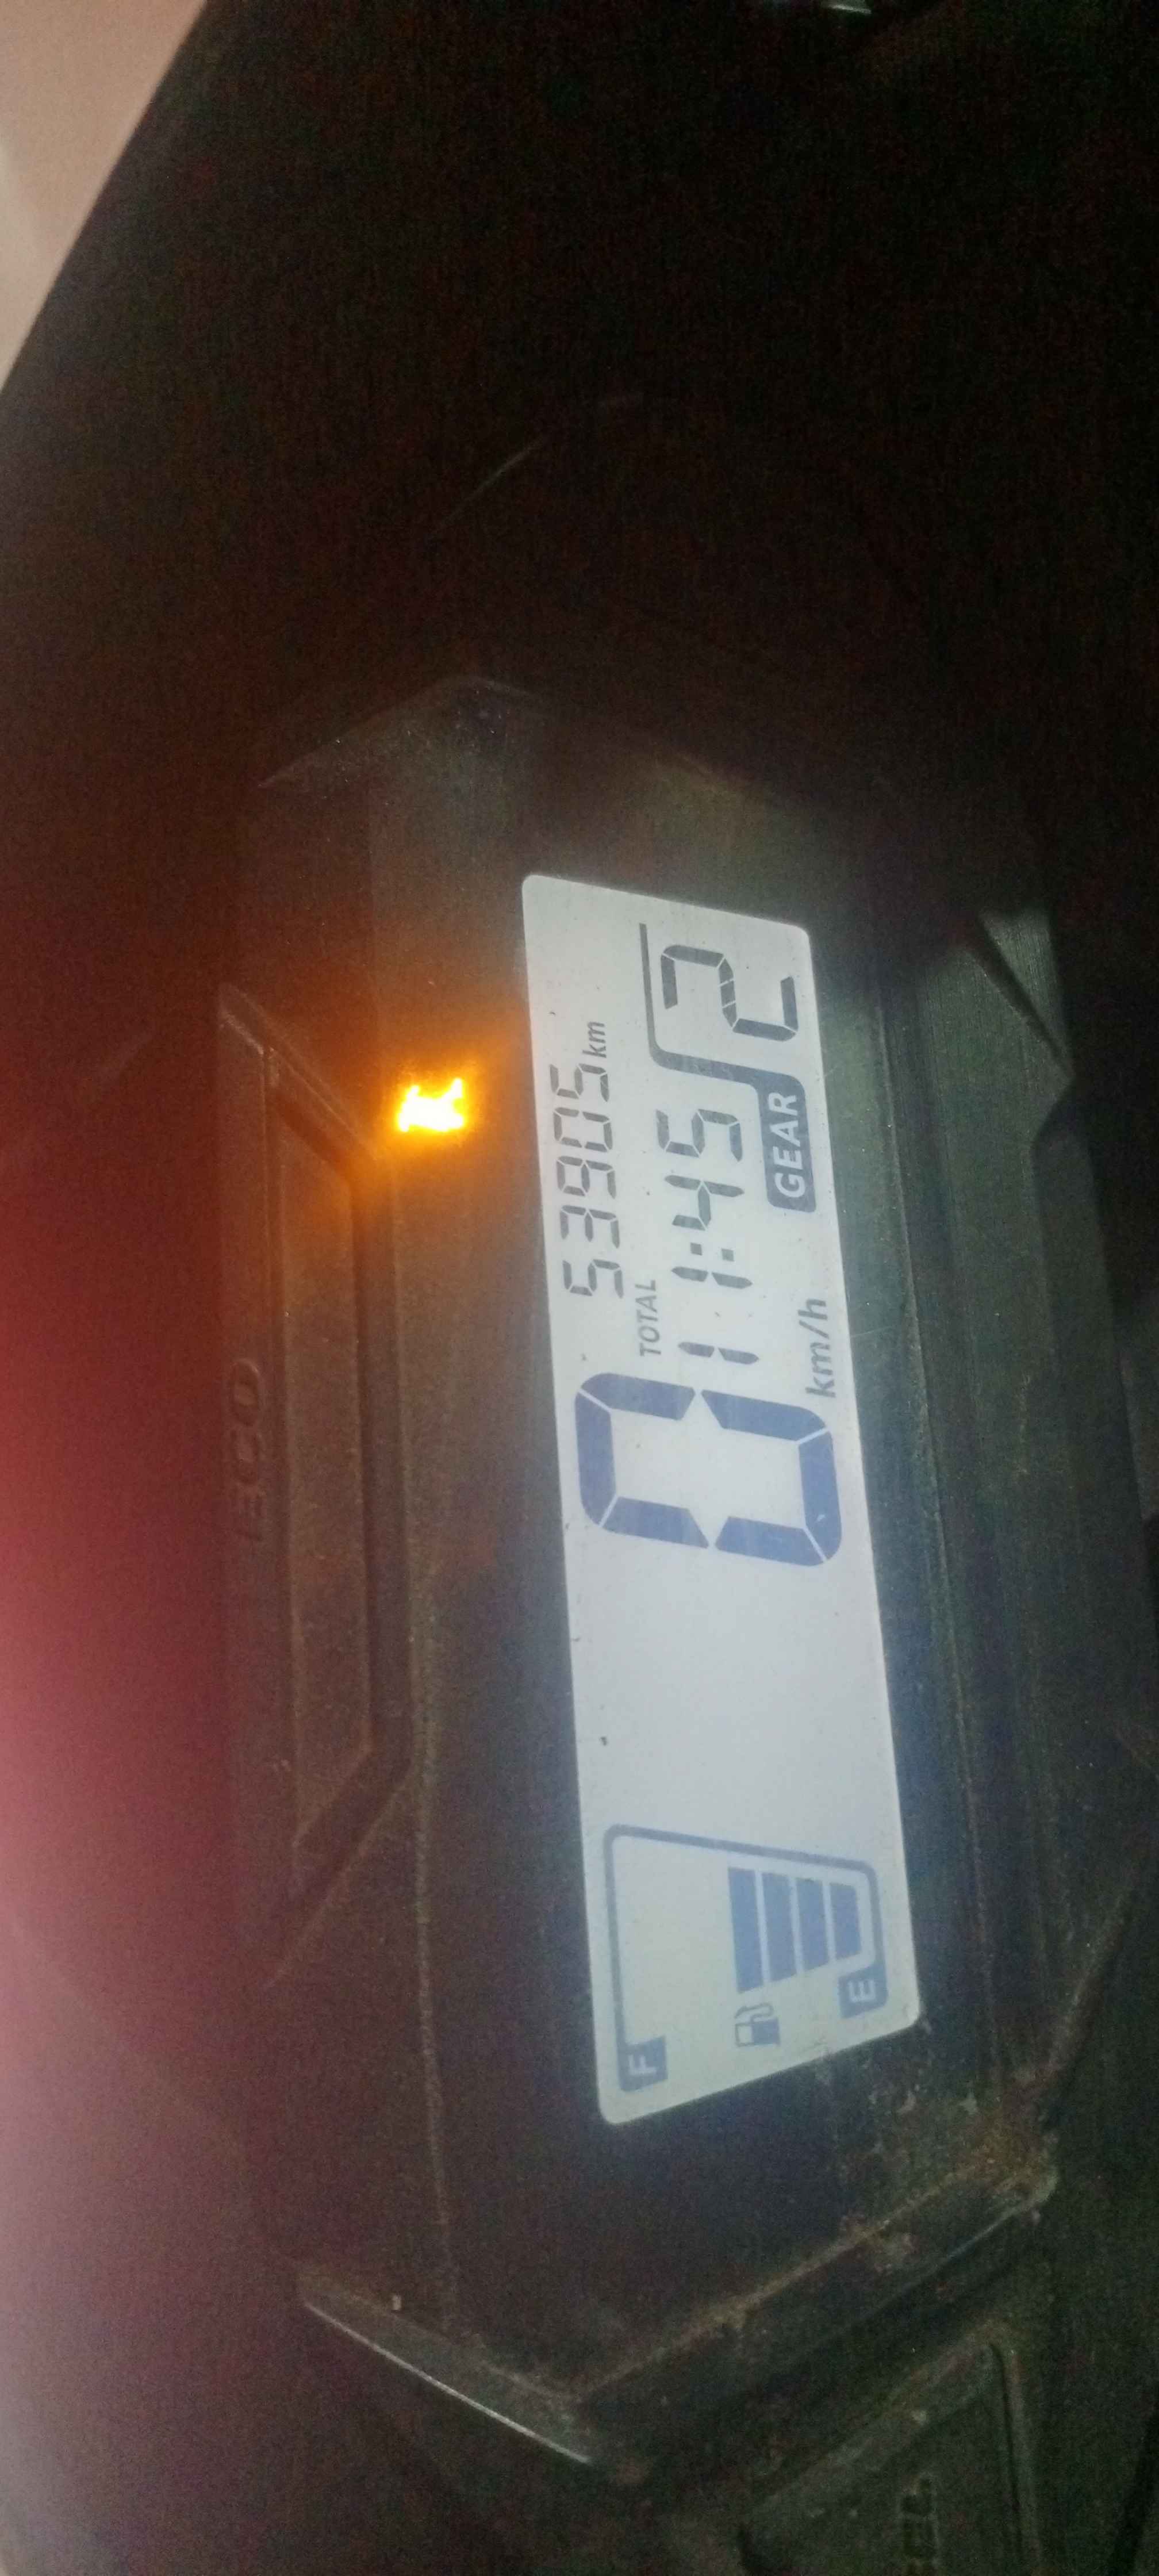 ECO
53905 km
TOTAL
11:45
0 km/h
GEAR 2
F
E